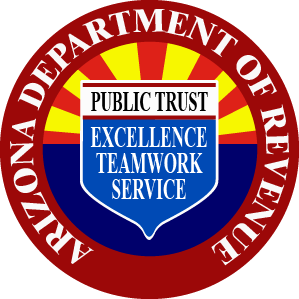 ARIZONA DEPARTMENT OF REVENUE
PUBLIC TRUST
EXCELLENCE
TEAMWORK
SERVICE